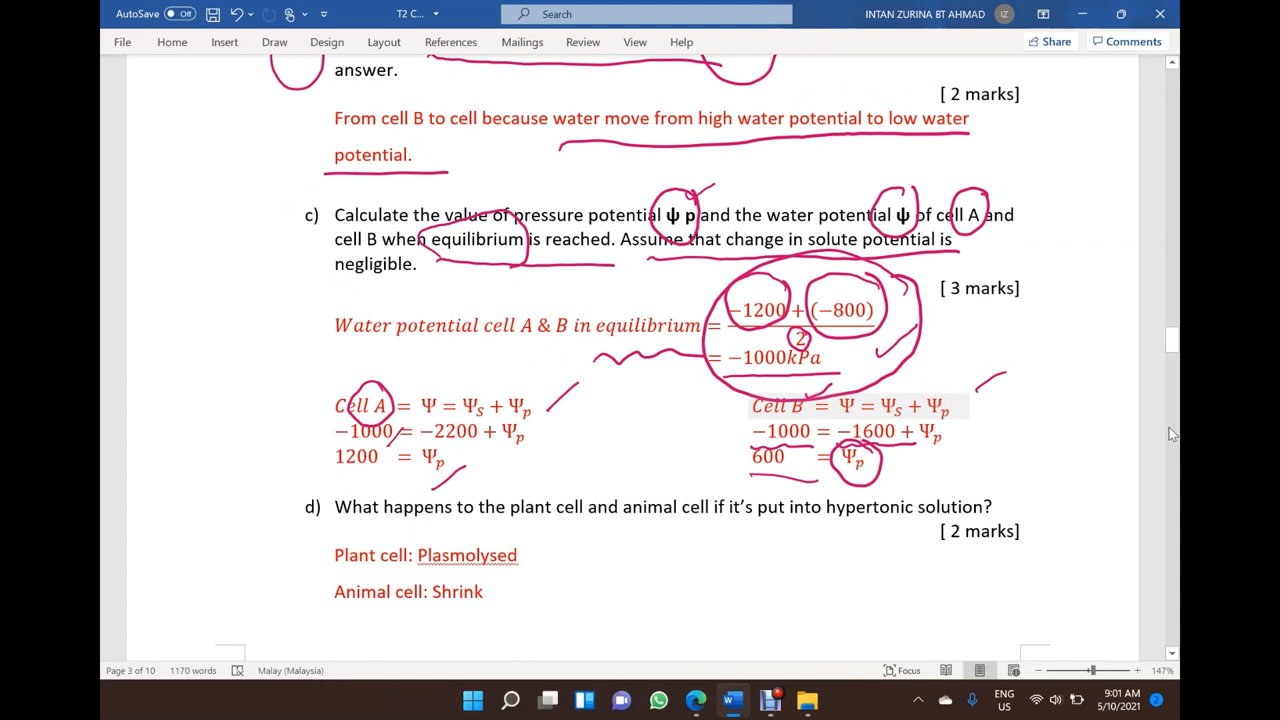 AutoSave Off T2 C... Search INTAN ZURINA BT AHMAD IZ
File Home Insert Draw Design Layout References Mailings Review View Help Share Comments
answer.
[ 2 marks]
From cell B to cell because water move from high water potential to low water
potential.
c) Calculate the value of pressure potential ψ p and the water potential ψ of cell A and
cell B when equilibrium is reached. Assume that change in solute potential is
negligible.
[ 3 marks]
Water potential cell A & B in equilibrium = −1200 + (−800)
2
= −1000kPa
Cell A = Ψ = Ψs + Ψp
−1000 = −2200 + Ψp
1200 = Ψp
Cell B = Ψ = Ψs + Ψp
−1000 = −1600 + Ψp
600 = Ψp
d) What happens to the plant cell and animal cell if it's put into hypertonic solution?
[ 2 marks]
Plant cell: Plasmolysed
Animal cell: Shrink
Page 3 of 10 1170 words Malay (Malaysia) Focus 147%
ENG
US
9:01 AM
5/10/2021
2